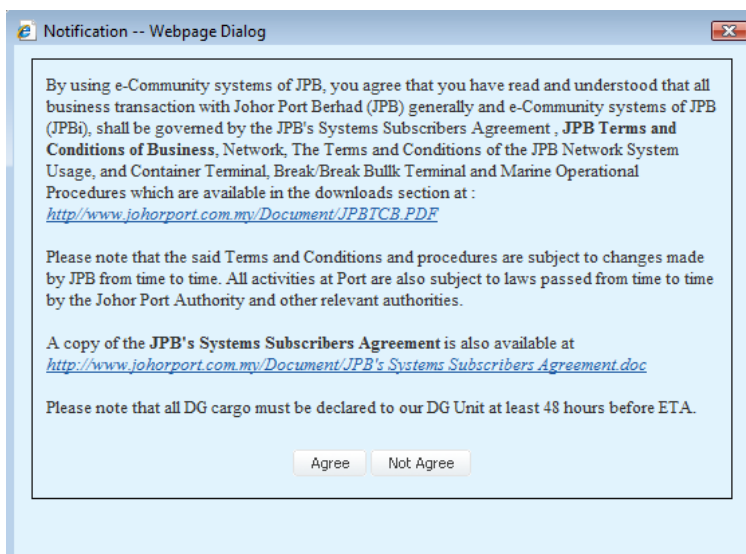 Notification -- Webpage Dialog
By using e-Community systems of JPB, you agree that you have read and understood that all
business transaction with Johor Port Berhad (JPB) generally and e-Community systems of JPB
(JPBi), shall be governed by the JPB's Systems Subscribers Agreement , JPB Terms and
Conditions of Business, Network, The Terms and Conditions of the JPB Network System
Usage, and Container Terminal, Break/Break Bullk Terminal and Marine Operational
Procedures which are available in the downloads section at :
http//www.johorport.com.my/Document/JPBTCB.PDF
Please note that the said Terms and Conditions and procedures are subject to changes made
by JPB from time to time. All activities at Port are also subject to laws passed from time to time
by the Johor Port Authority and other relevant authorities.
A copy of the JPB's Systems Subscribers Agreement is also available at
http://www.johorport.com.my/Document/JPB's Systems Subscribers Agreement.doc
Please note that all DG cargo must be declared to our DG Unit at least 48 hours before ETA.
Agree Not Agree